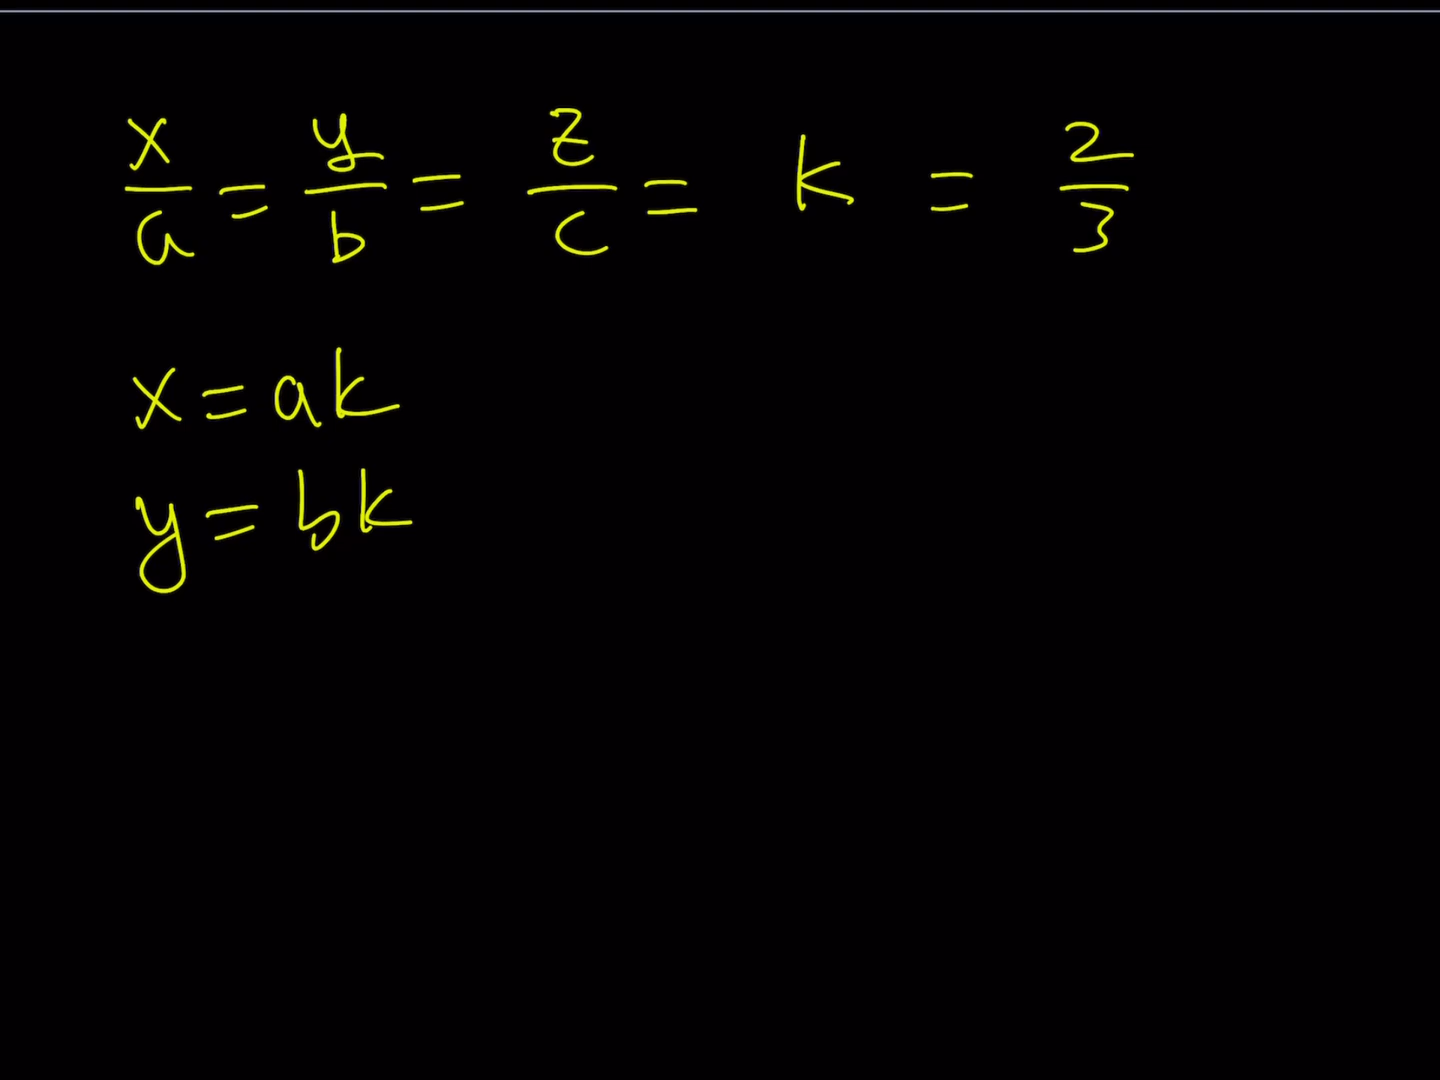 x/a = y/b = z/c = k = 2/3
x = ak
y = bk